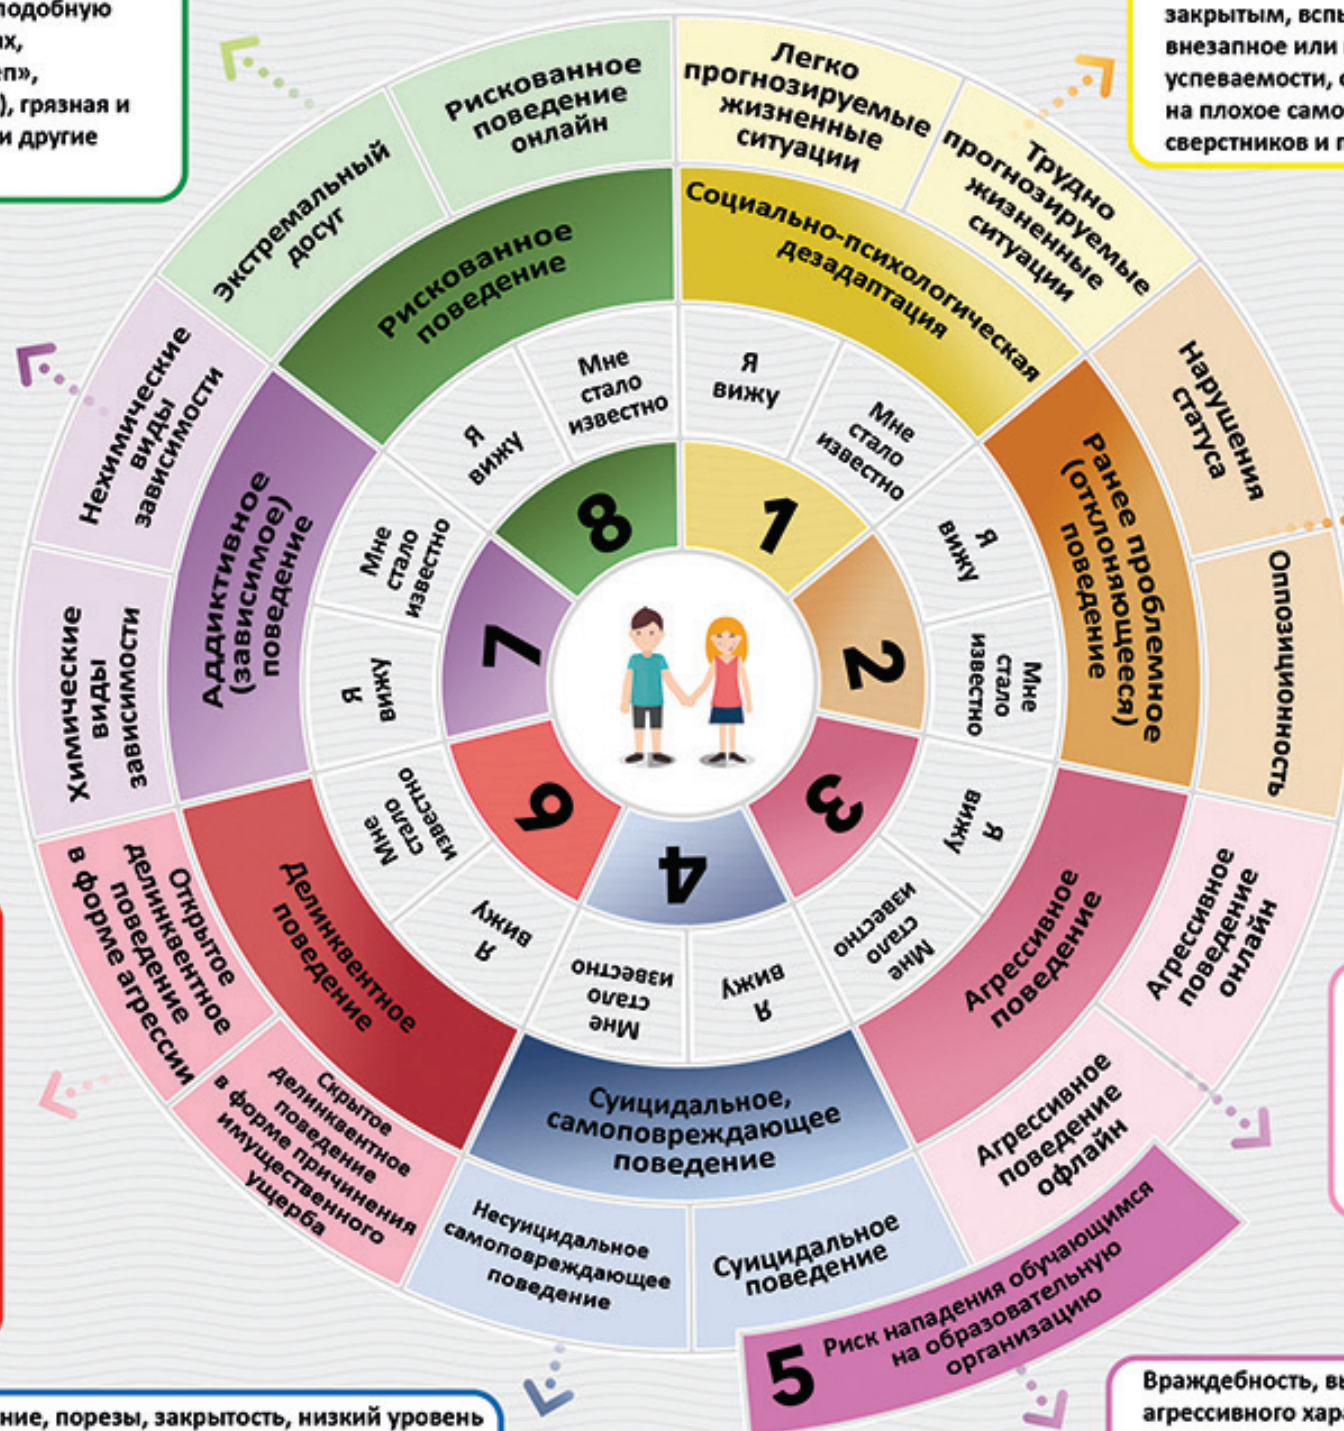 подобную
ых,
еп»,
), грязная и
и другие
закрытым, вспы
внезапное или
успеваемости, с
на плохое само
сверстников и п
Легко
прогнозируемые
жизненные
ситуации
Трудно
прогнозируемые
жизненные
ситуации
Социально-психологическая
дезадаптация
Я
вижу
Мне
стало
известно
1
Нарушения
статуса
Оппозиционность
Ранее проблемное
(отклоняющееся)
поведение
Я
вижу
Мне
стало
известно
2
Агрессивное
поведение
онлайн
Агрессивное
поведение
офлайн
Агрессивное
поведение
Я
вижу
Мне
стало
известно
3
5
Риск нападения обучающимся
на образовательную
организацию
Суицидальное
поведение
Несуицидальное
самоповреждающее
поведение
Суицидальное,
самоповреждающее
поведение
Я
вижу
Мне
стало
известно
4
Скрытое
делинквентное
поведение
в форме причинения
имущественного
ущерба
Открытое
делинквентное
поведение
в форме агрессии
Делинквентное
поведение
Я
вижу
Мне
стало
известно
6
Химические
виды
зависимости
Нехимические
виды
зависимости
Аддиктивное
(зависимое)
поведение
Я
вижу
Мне
стало
известно
7
Экстремальный
досуг
Рискованное
поведение
онлайн
Рискованное
поведение
Я
вижу
Мне
стало
известно
8
ние, порезы, закрытость, низкий уровень
Враждебность, вы
агрессивного хара